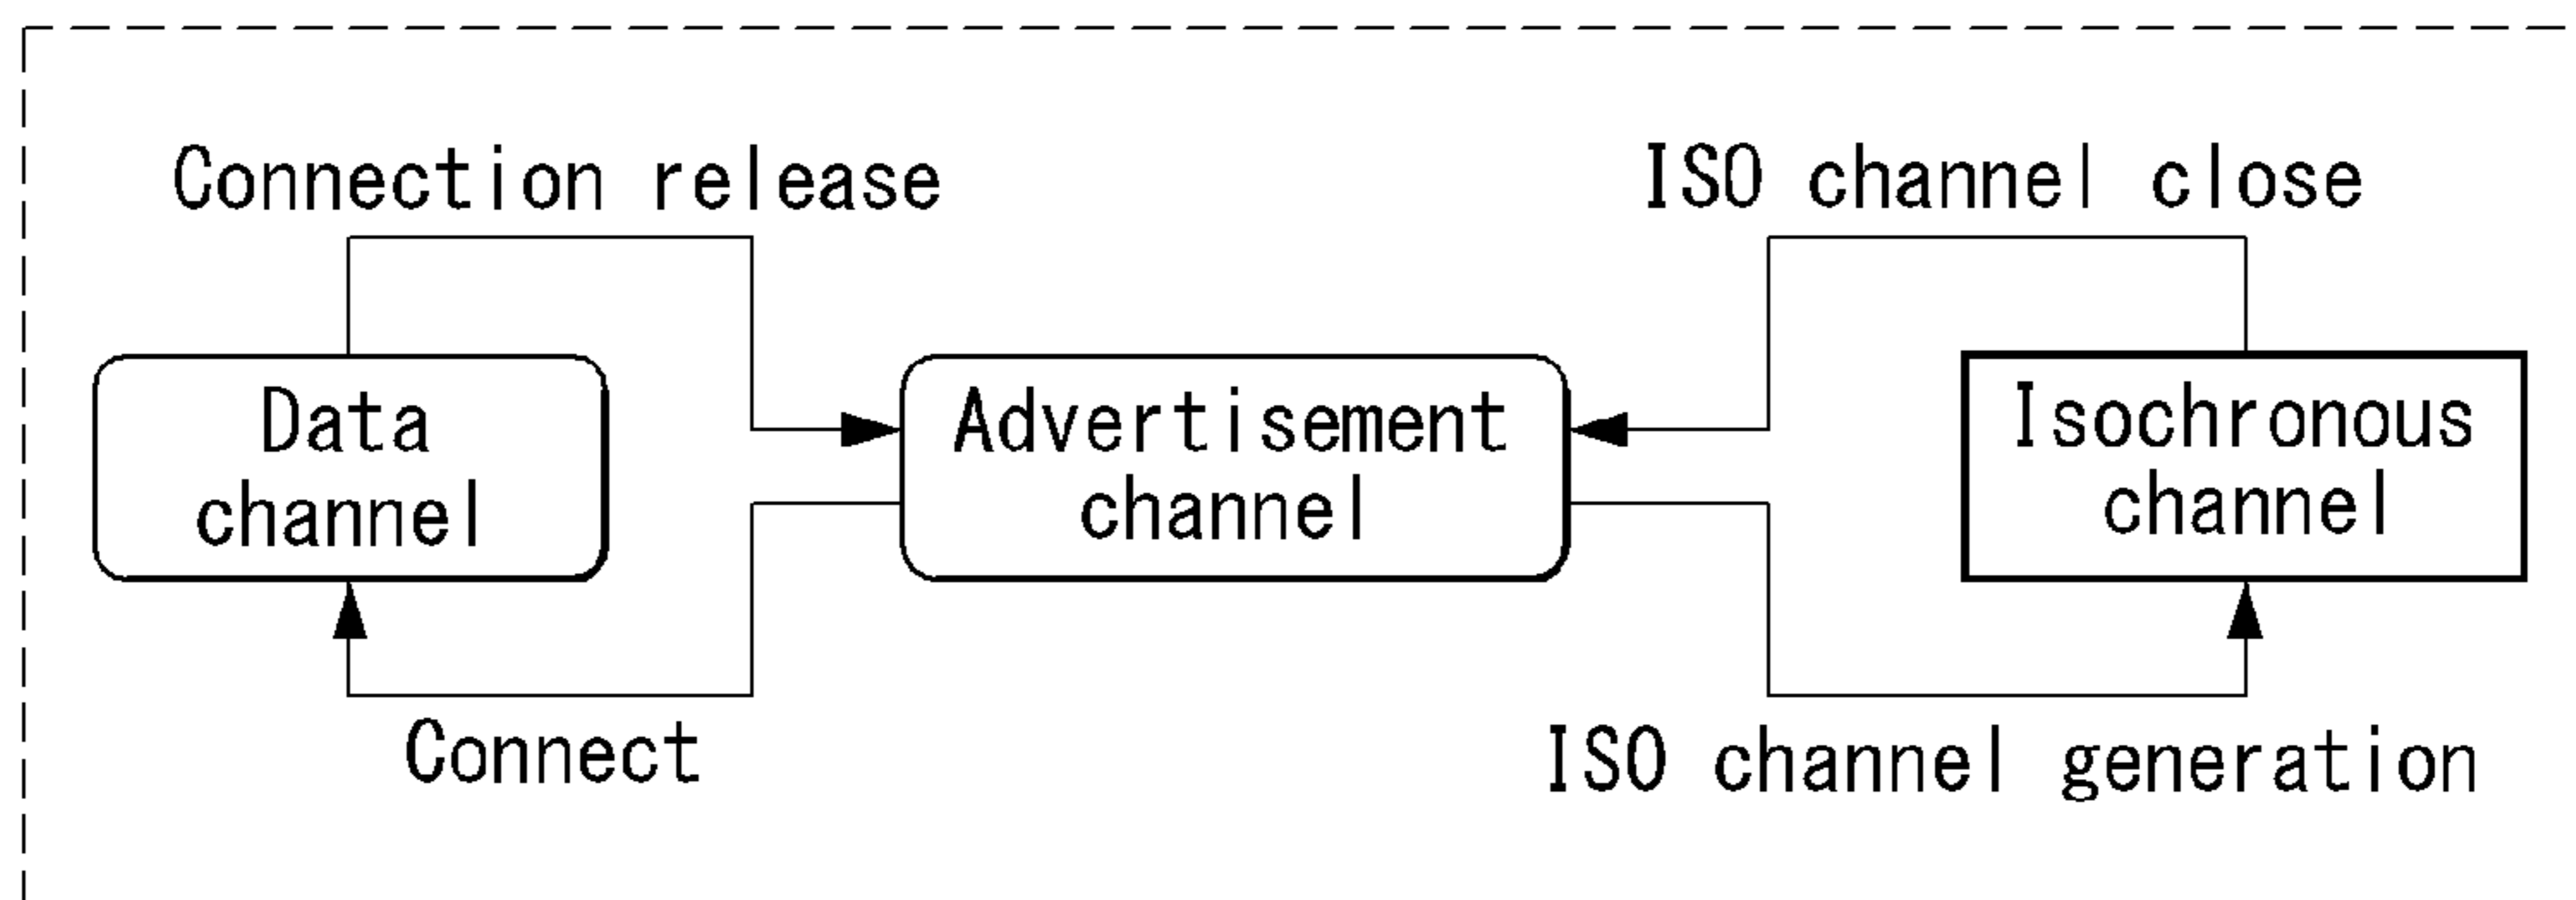 Connection release
ISO channel close
Data
channel
Advertisement
channel
Isochronous
channel
Connect
ISO channel generation